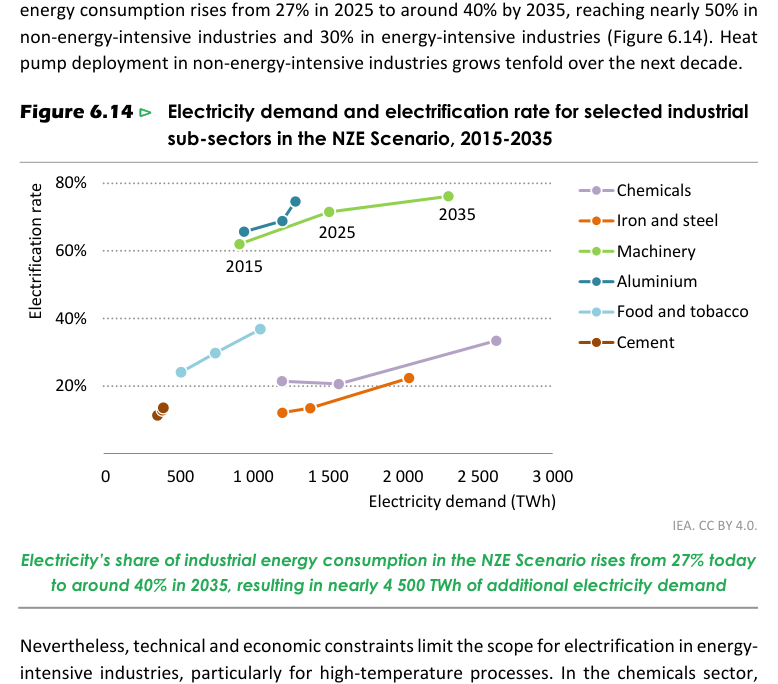 energy consumption rises from 27% in 2025 to around 40% by 2035, reaching nearly 50% in
non-energy-intensive industries and 30% in energy-intensive industries (Figure 6.14). Heat
pump deployment in non-energy-intensive industries grows tenfold over the next decade.
Figure 6.14 ▷ Electricity demand and electrification rate for selected industrial
sub-sectors in the NZE Scenario, 2015-2035
Electrification rate
80%
60%
40%
20%
2015
2025
2035
0 500 1 000 1 500 2 000 2 500 3 000
Electricity demand (TWh)
Chemicals
Iron and steel
Machinery
Aluminium
Food and tobacco
Cement
IEA. CC BY 4.0.
Electricity's share of industrial energy consumption in the NZE Scenario rises from 27% today
to around 40% in 2035, resulting in nearly 4 500 TWh of additional electricity demand
Nevertheless, technical and economic constraints limit the scope for electrification in energy-
intensive industries, particularly for high-temperature processes. In the chemicals sector,